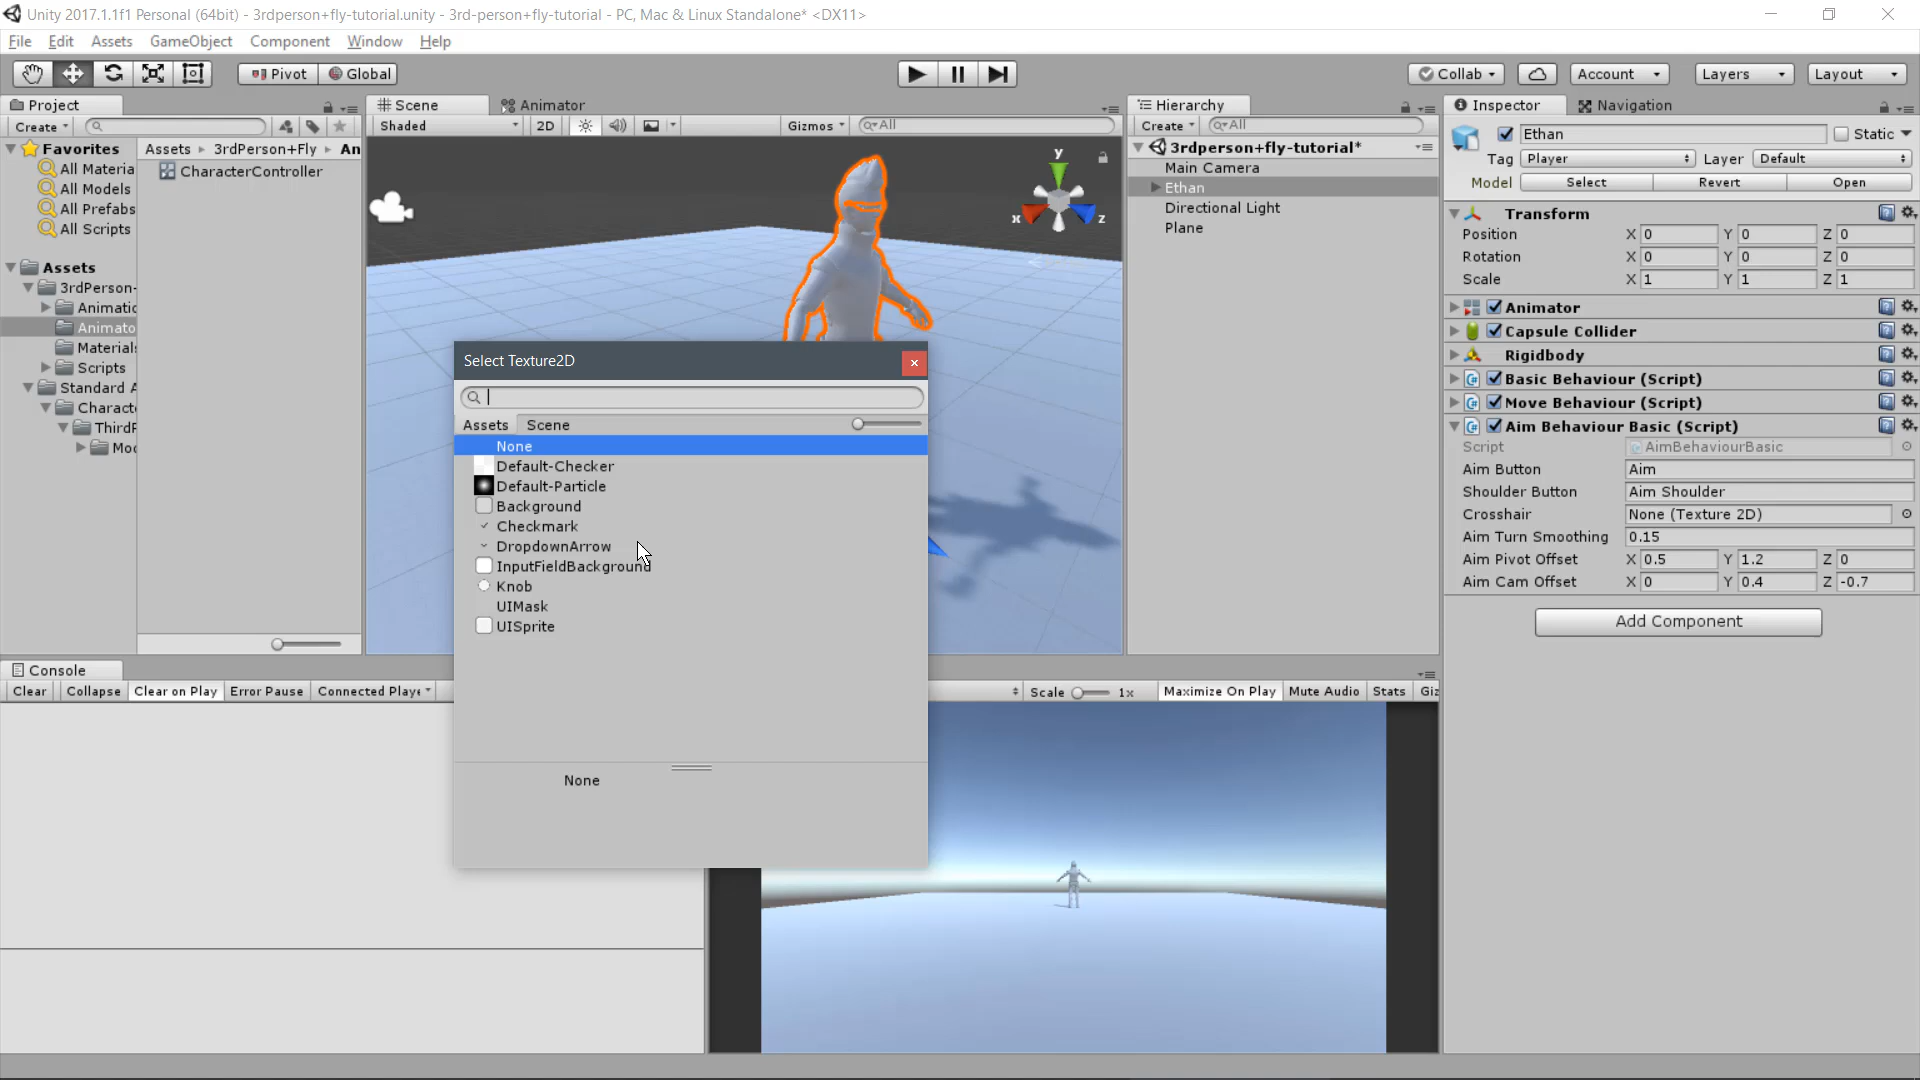 Unity 2017.1.1f1 Personal (64bit) - 3rdperson+fly-tutorial.unity - 3rd-person+fly-tutorial - PC, Mac & Linux Standalone* <DX11>
File Edit Assets GameObject Component Window Help
Pivot Global Collab Account Layers Layout
Project
Create
Favorites
All Materia
All Models
All Prefabs
All Scripts
Assets
3rdPerson-
Animatic
Animato
Material
Scripts
Standard A
Charact
ThirdP
Mod
Assets 3rdPerson+Fly An
CharacterController
Scene Animator
Shaded 2D Gizmos All
y
x z
Select Texture2D
Assets Scene
None
Default-Checker
Default-Particle
Background
Checkmark
DropdownArrow
InputFieldBackground
Knob
UIMask
UISprite
None
Hierarchy
Create All
3rdperson+fly-tutorial*
Main Camera
Ethan
Directional Light
Plane
Inspector Navigation
Ethan Static
Tag Player Layer Default
Model Select Revert Open
Transform
Position X 0 Y 0 Z 0
Rotation X 0 Y 0 Z 0
Scale X 1 Y 1 Z 1
Animator
Capsule Collider
Rigidbody
Basic Behaviour (Script)
Move Behaviour (Script)
Aim Behaviour Basic (Script)
Script AimBehaviourBasic
Aim Button Aim
Shoulder Button Aim Shoulder
Crosshair None (Texture 2D)
Aim Turn Smoothing 0.15
Aim Pivot Offset X 0.5 Y 1.2 Z 0
Aim Cam Offset X 0 Y 0.4 Z -0.7
Add Component
Console
Clear Collapse Clear on Play Error Pause Connected Playe
Scale 1x Maximize On Play Mute Audio Stats Giz